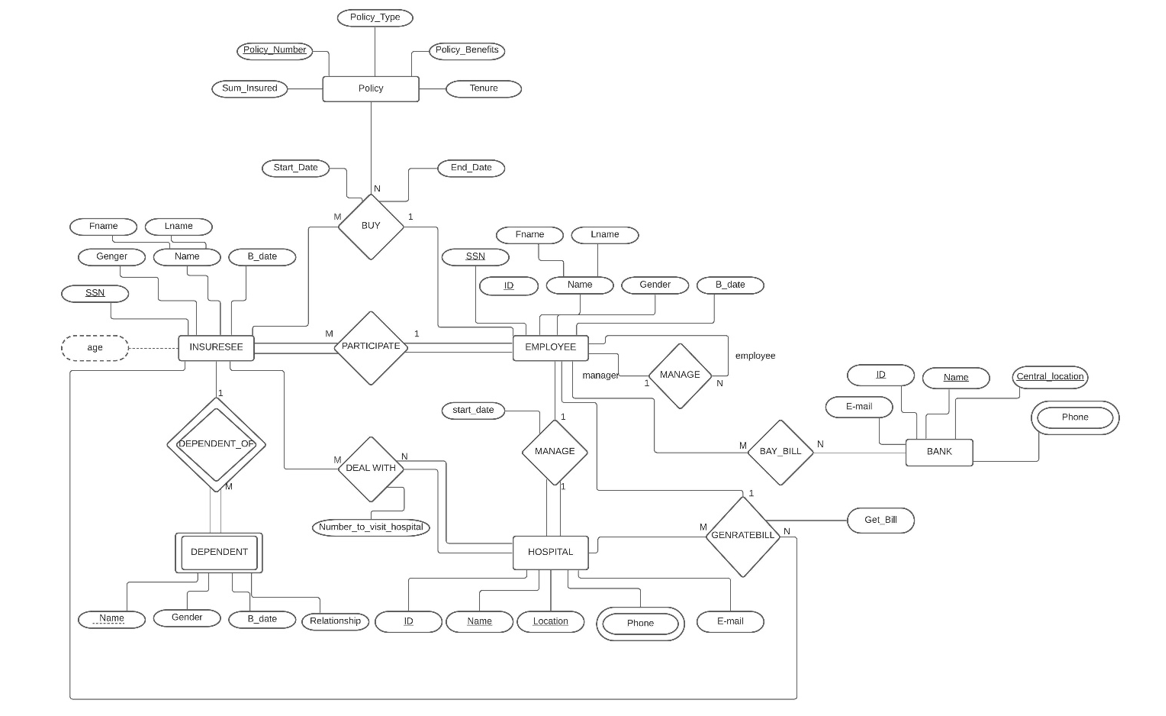 Policy_Type
Policy_Number
Policy_Benefits
Sum_Insured
Policy
Tenure
Start_Date
End_Date
N
M
BUY
1
Fname
Lname
Genger
Name
B_date
SSN
Fname
Lname
SSN
ID
Name
Gender
B_date
age
INSURESEE
M
PARTICIPATE
1
EMPLOYEE
employee
manager
1
MANAGE
N
ID
Name
Central_location
E-mail
Phone
1
start_date
1
DEPENDENT_OF
M
DEAL WITH
N
MANAGE
M
BAY_BILL
N
BANK
M
1
1
Number_to_visit_hospital
M
GENRATEBILL
N
Get_Bill
DEPENDENT
HOSPITAL
Name
Gender
B_date
Relationship
ID
Name
Location
Phone
E-mail